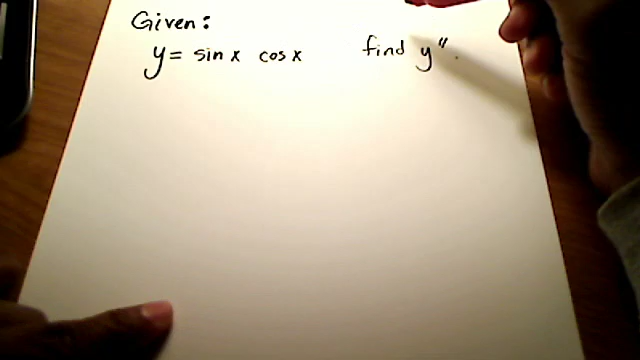 Given:
y = sin x cos x find y".